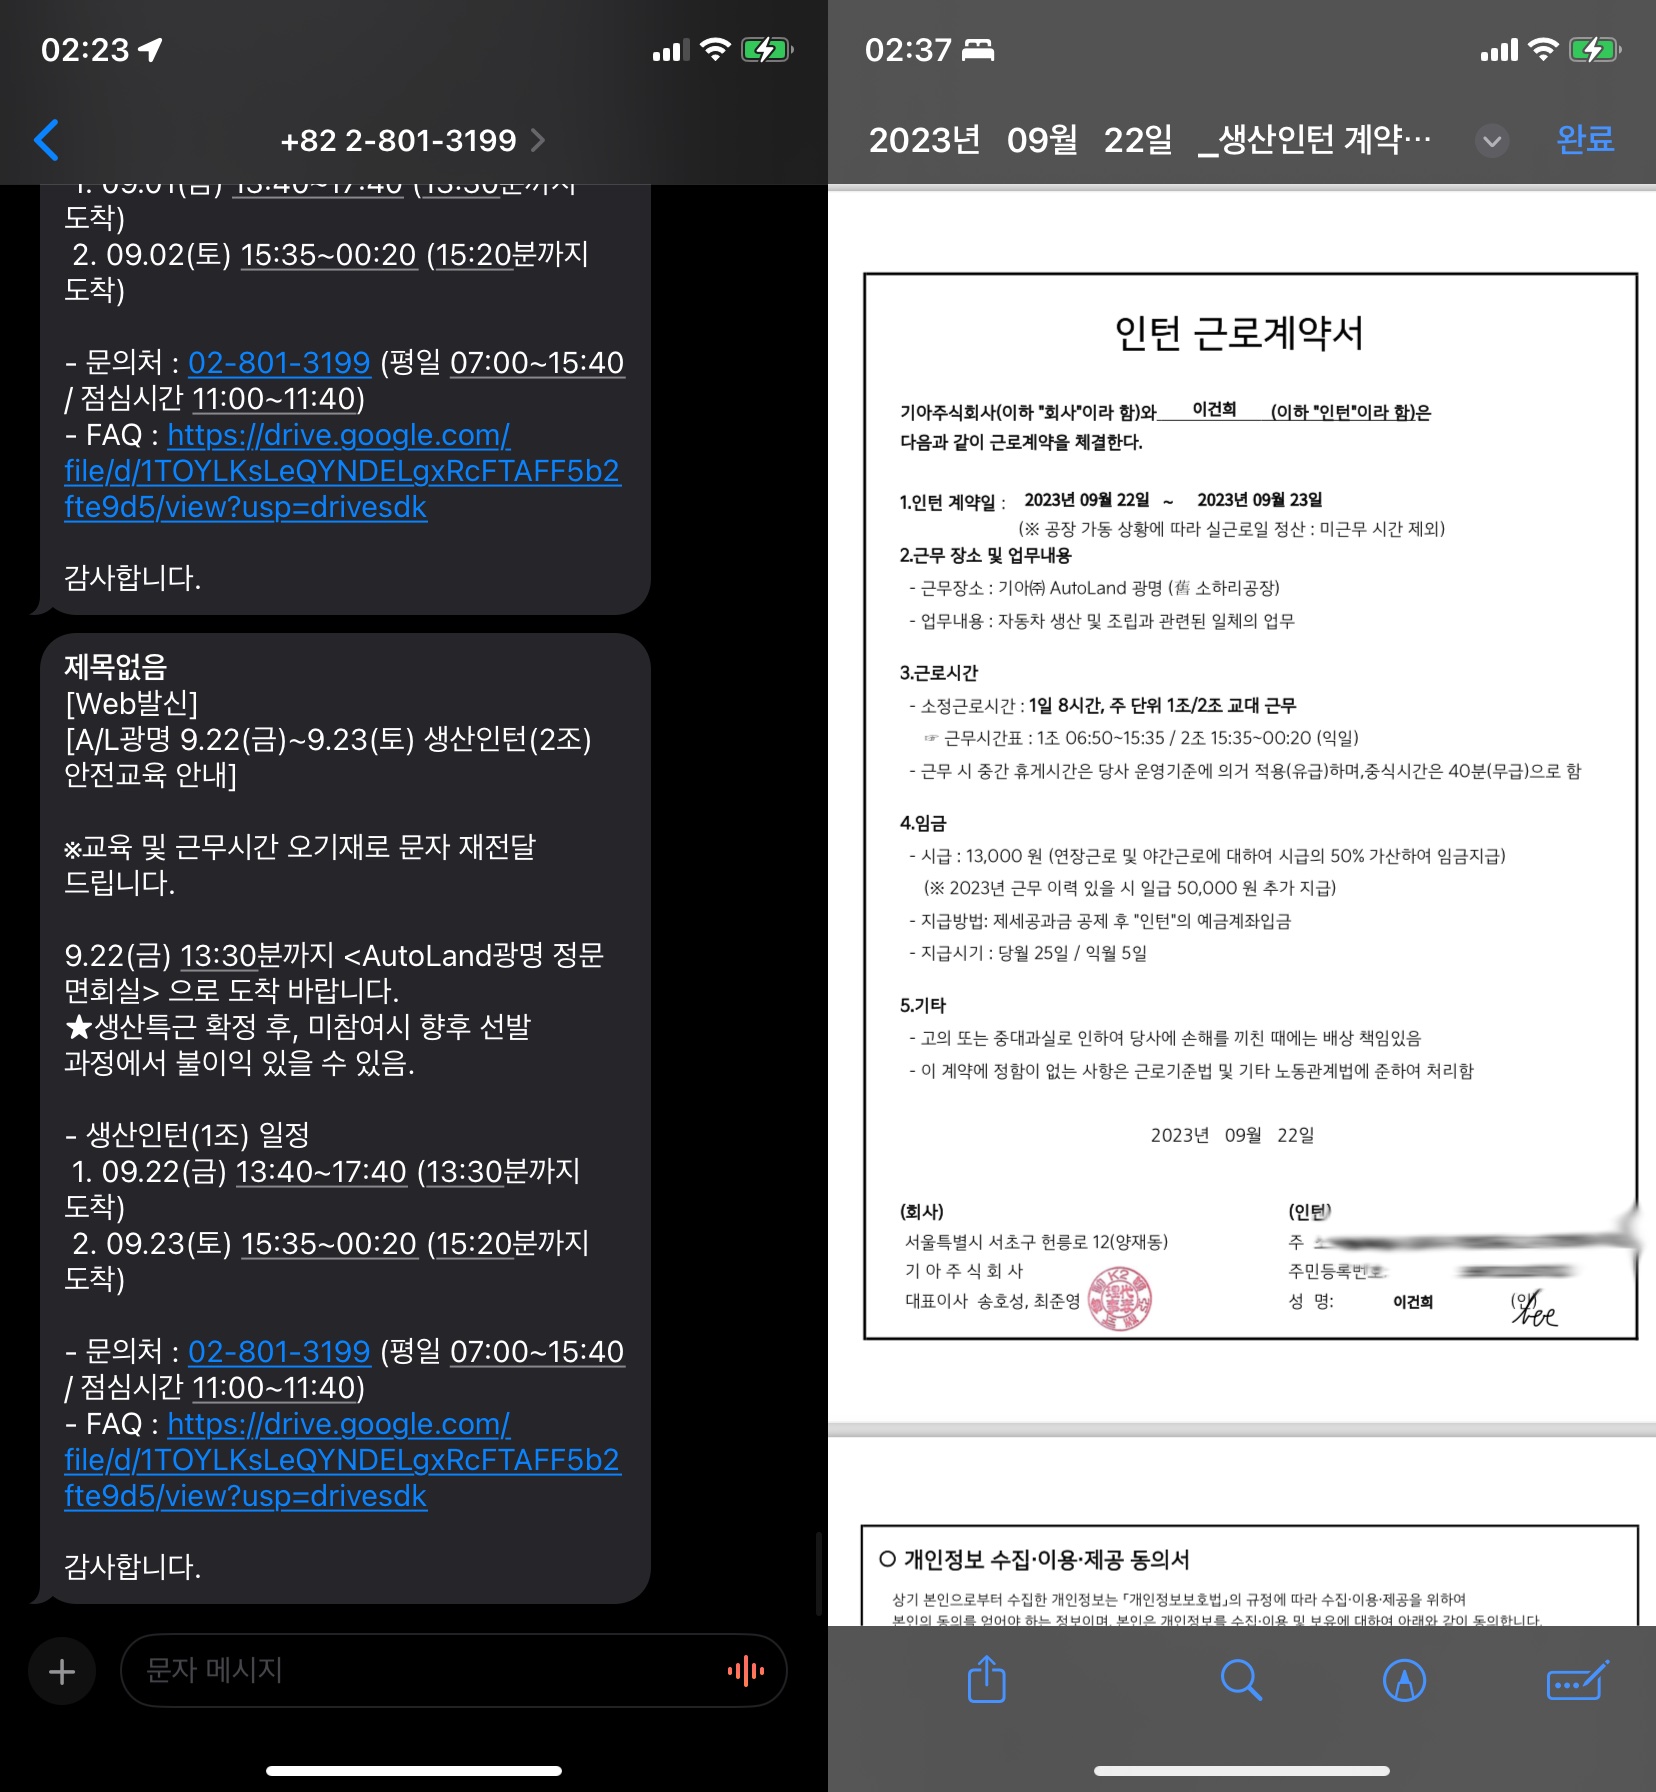 02:23
+82 2-801-3199
1. 09.01(금) 13:40~17:40 (13:30분까지
도착)
2. 09.02(토) 15:35~00:20 (15:20분까지
도착)
- 문의처 : 02-801-3199 (평일 07:00~15:40
/ 점심시간 11:00~11:40)
- FAQ : https://drive.google.com/
file/d/1TOYLKsLeQYNDELgxRcFTAFF5b2
fte9d5/view?usp=drivesdk
감사합니다.
제목없음
[Web발신]
[A/L광명 9.22(금)~9.23(토) 생산인턴(2조)
안전교육 안내]
※교육 및 근무시간 오기재로 문자 재전달
드립니다.
9.22(금) 13:30분까지 <AutoLand광명 정문
면회실> 으로 도착 바랍니다.
★생산특근 확정 후, 미참여시 향후 선발
과정에서 불이익 있을 수 있음.
- 생산인턴(1조) 일정
1. 09.22(금) 13:40~17:40 (13:30분까지
도착)
2. 09.23(토) 15:35~00:20 (15:20분까지
도착)
- 문의처 : 02-801-3199 (평일 07:00~15:40
/ 점심시간 11:00~11:40)
- FAQ : https://drive.google.com/
file/d/1TOYLKsLeQYNDELgxRcFTAFF5b2
fte9d5/view?usp=drivesdk
감사합니다.
문자 메시지
02:37
2023년 09월 22일 _생산인턴 계약…
완료
인턴 근로계약서
기아주식회사(이하 "회사"이라 함)와 이건희 (이하 "인턴"이라 함)은
다음과 같이 근로계약을 체결한다.
1.인턴 계약일 : 2023년 09월 22일 ~ 2023년 09월 23일
(※ 공장 가동 상황에 따라 실근로일 정산 : 미근무 시간 제외)
2.근무 장소 및 업무내용
- 근무장소 : 기아㈜ AutoLand 광명 (舊 소하리공장)
- 업무내용 : 자동차 생산 및 조립과 관련된 일체의 업무
3.근로시간
- 소정근로시간 : 1일 8시간, 주 단위 1조/2조 교대 근무
☞ 근무시간표 : 1조 06:50~15:35 / 2조 15:35~00:20 (익일)
- 근무 시 중간 휴게시간은 당사 운영기준에 의거 적용(유급)하며,중식시간은 40분(무급)으로 함
4.임금
- 시급 : 13,000 원 (연장근로 및 야간근로에 대하여 시급의 50% 가산하여 임금지급)
(※ 2023년 근무 이력 있을 시 일급 50,000 원 추가 지급)
- 지급방법: 제세공과금 공제 후 "인턴"의 예금계좌입금
- 지급시기 : 당월 25일 / 익월 5일
5.기타
- 고의 또는 중대과실로 인하여 당사에 손해를 끼친 때에는 배상 책임있음
- 이 계약에 정함이 없는 사항은 근로기준법 및 기타 노동관계법에 준하여 처리함
2023년 09월 22일
(회사)
서울특별시 서초구 헌릉로 12(양재동)
기 아 주 식 회 사
대표이사 송호성, 최준영
(인턴)
주
주민등록번호:
성 명: 이건희 (인)
lee
○ 개인정보 수집·이용·제공 동의서
상기 본인으로부터 수집한 개인정보는 「개인정보보호법」의 규정에 따라 수집·이용·제공을 위하여
본인의 동의를 얻어야 하는 정보이며, 본인은 개인정보를 수집·이용 및 보유에 대하여 아래와 같이 동의합니다.